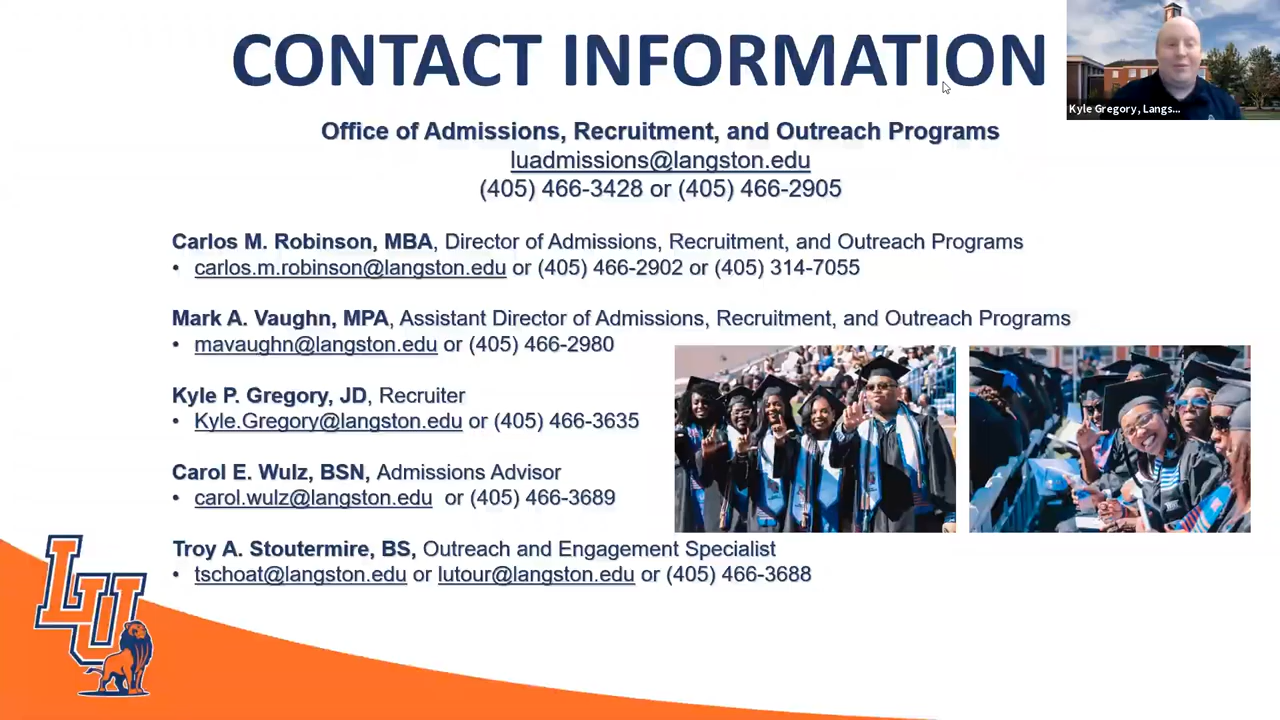 CONTACT INFORMATION
Kyle Gregory, Langs...
Office of Admissions, Recruitment, and Outreach Programs
luadmissions@langston.edu
(405) 466-3428 or (405) 466-2905
Carlos M. Robinson, MBA, Director of Admissions, Recruitment, and Outreach Programs
• carlos.m.robinson@langston.edu or (405) 466-2902 or (405) 314-7055
Mark A. Vaughn, MPA, Assistant Director of Admissions, Recruitment, and Outreach Programs
• mavaughn@langston.edu or (405) 466-2980
Kyle P. Gregory, JD, Recruiter
• Kyle.Gregory@langston.edu or (405) 466-3635
Carol E. Wulz, BSN, Admissions Advisor
• carol.wulz@langston.edu or (405) 466-3689
Troy A. Stoutermire, BS, Outreach and Engagement Specialist
• tschoat@langston.edu or lutour@langston.edu or (405) 466-3688
LU